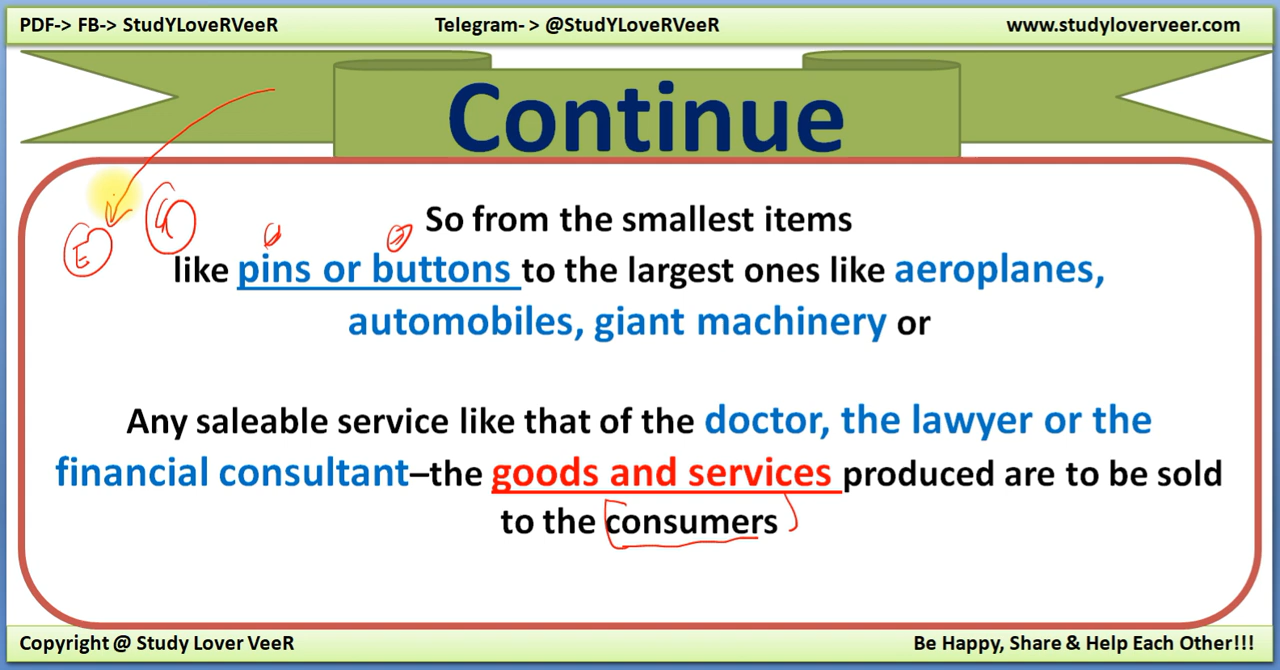 PDF-> FB-> StudYLoveRVeeR Telegram- > @StudYLoveRVeeR www.studyloverveer.com
Continue
So from the smallest items
like pins or buttons to the largest ones like aeroplanes,
automobiles, giant machinery or
Any saleable service like that of the doctor, the lawyer or the
financial consultant–the goods and services produced are to be sold
to the consumers
E
Copyright @ Study Lover VeeR Be Happy, Share & Help Each Other!!!